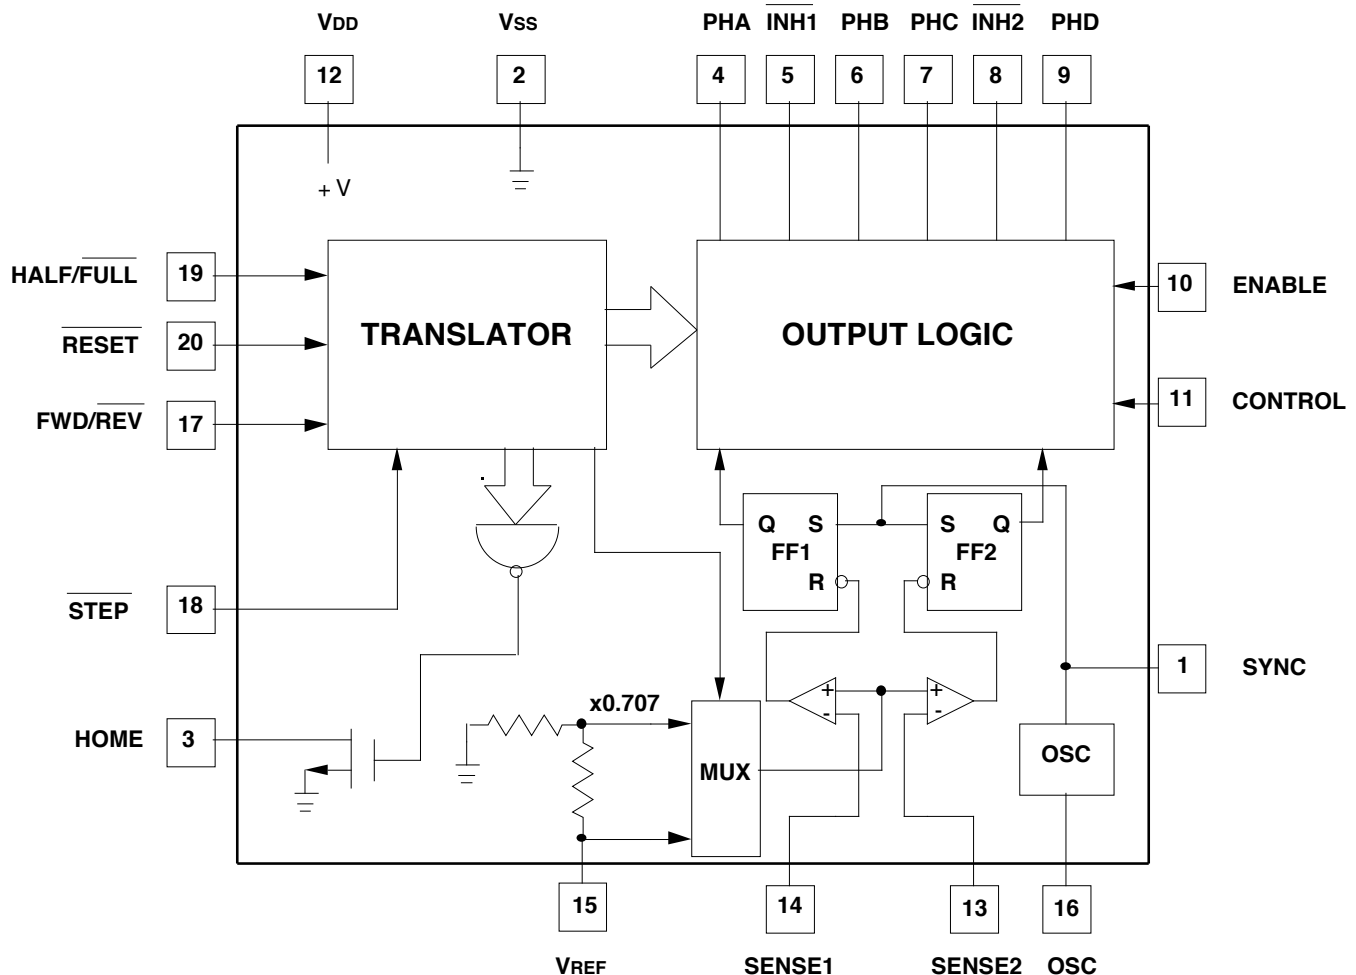 VDD VSS PHA INH1 PHB PHC INH2 PHD
12 2 4 5 6 7 8 9
+ V
HALF/FULL 19
RESET 20
FWD/REV 17
TRANSLATOR
OUTPUT LOGIC
10 ENABLE
11 CONTROL
Q S
FF1
R
S Q
FF2
R
STEP 18
1 SYNC
x0.707
+
-
+
-
HOME 3
MUX
OSC
15 14 13 16
VREF SENSE1 SENSE2 OSC